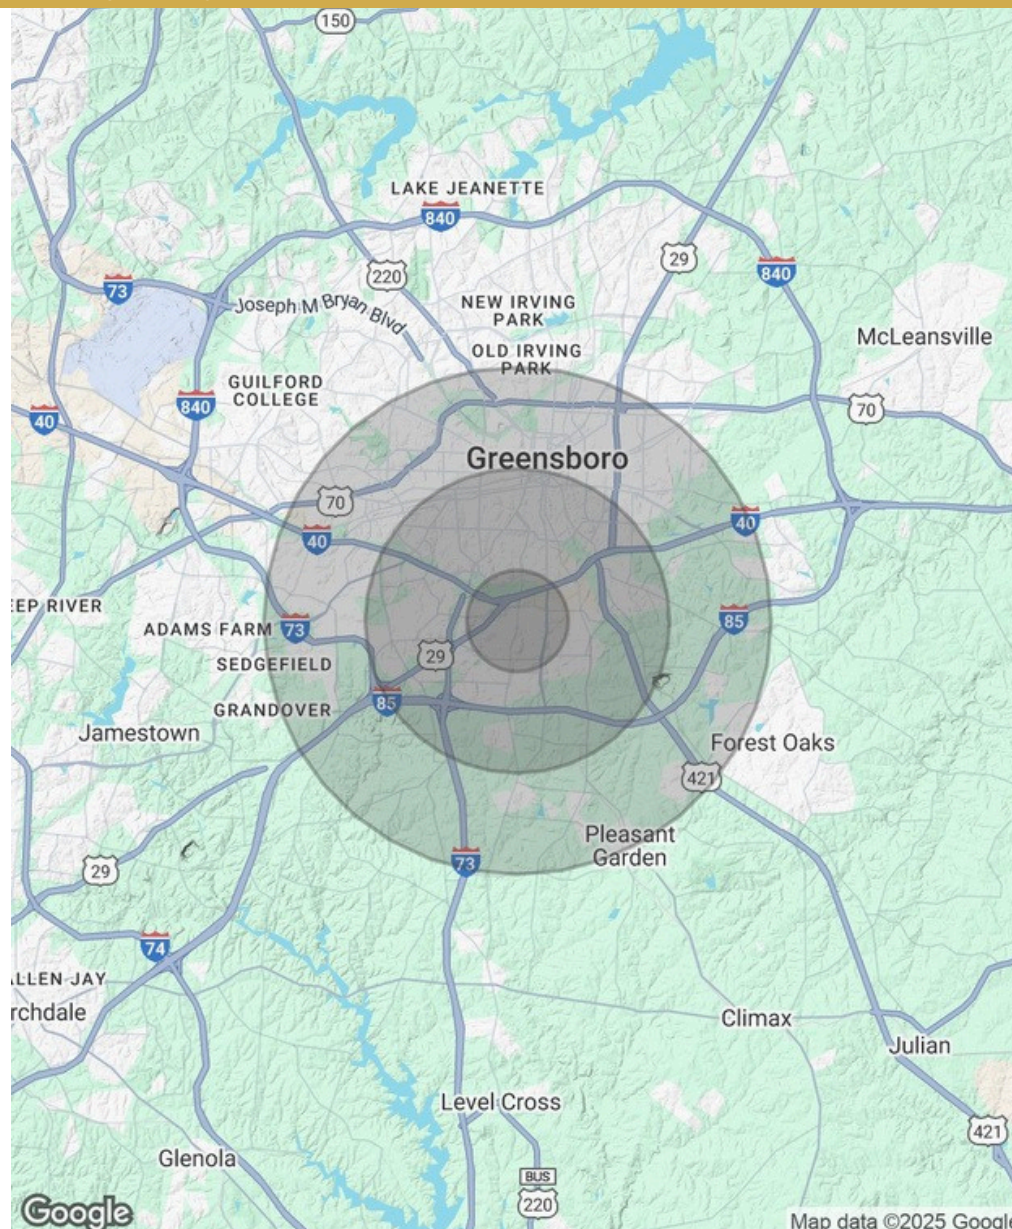 150
LAKE JEANETTE
840
29
220
840
73
Joseph M Bryan Blvd
NEW IRVING
PARK
McLeansville
OLD IRVING
PARK
GUILFORD
COLLEGE
840
70
40
Greensboro
70
40
40
EEP RIVER
ADAMS FARM
73
85
SEDGEFIELD
29
GRANDOVER
85
Jamestown
Forest Oaks
421
Pleasant
Garden
73
29
74
ALLEN JAY
rchdale
Climax
Julian
Level Cross
421
Glenola
BUS
220
Google
Map data ©2025 Google